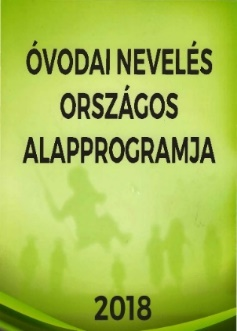 ÓVODAI NEVELÉS
ORSZÁGOS
ALAPPROGRAMJA
2018